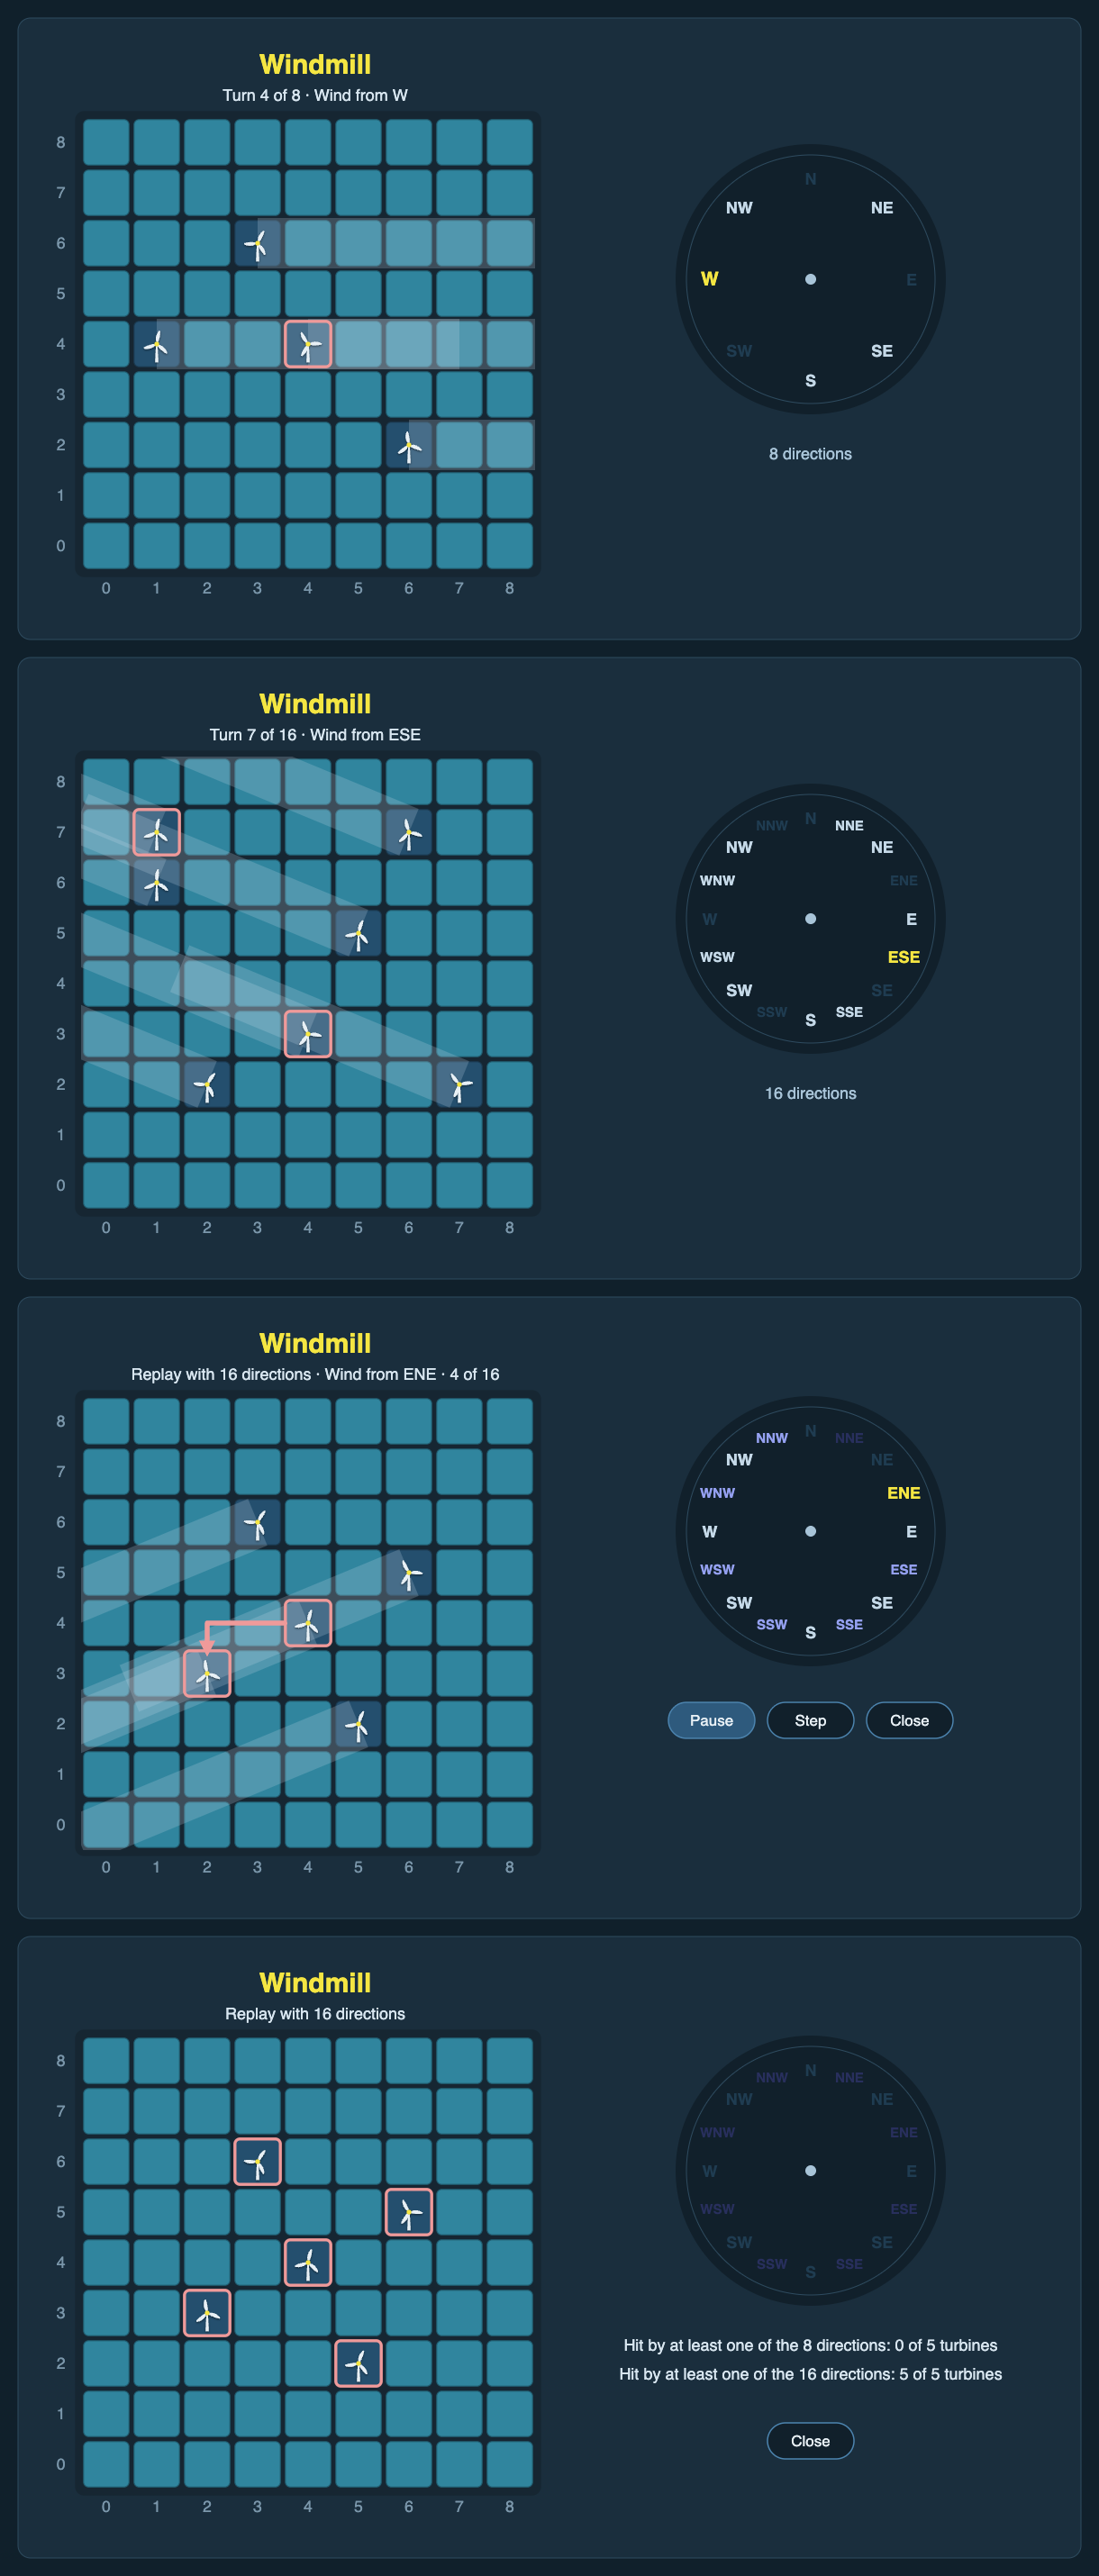 Windmill
Turn 4 of 8 · Wind from W
8
7
6
5
4
3
2
1
0
0 1 2 3 4 5 6 7 8
N
NW NE
W E
SW SE
S
8 directions
Windmill
Turn 7 of 16 · Wind from ESE
8
7
6
5
4
3
2
1
0
0 1 2 3 4 5 6 7 8
N
NNW NNE
NW NE
WNW ENE
W E
WSW ESE
SW SE
SSW SSE
S
16 directions
Windmill
Replay with 16 directions · Wind from ENE · 4 of 16
8
7
6
5
4
3
2
1
0
0 1 2 3 4 5 6 7 8
N
NNW NNE
NW NE
WNW ENE
W E
WSW ESE
SW SE
SSW SSE
S
Pause Step Close
Windmill
Replay with 16 directions
8
7
6
5
4
3
2
1
0
0 1 2 3 4 5 6 7 8
N
NNW NNE
NW NE
WNW ENE
W E
WSW ESE
SW SE
SSW SSE
S
Hit by at least one of the 8 directions: 0 of 5 turbines
Hit by at least one of the 16 directions: 5 of 5 turbines
Close